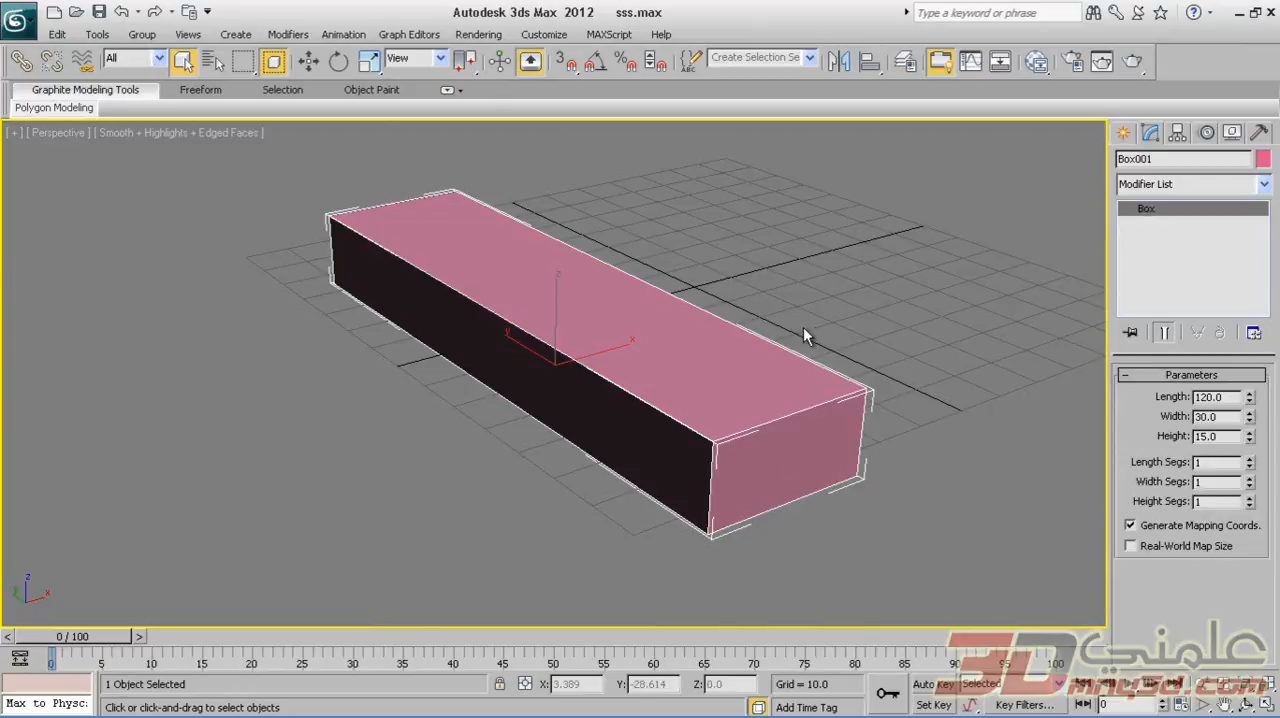 Autodesk 3ds Max 2012 sss.max
Type a keyword or phrase
Edit Tools Group Views Create Modifiers Animation Graph Editors Rendering Customize MAXScript Help
All View 3 Create Selection Se
Graphite Modeling Tools Freeform Selection Object Paint
Polygon Modeling
[ + ] [ Perspective ] [ Smooth + Highlights + Edged Faces ]
Box001
Modifier List
Box
z
y
x
Parameters
Length: 120.0
Width: 30.0
Height: 15.0
Length Segs: 1
Width Segs: 1
Height Segs: 1
Generate Mapping Coords.
Real-World Map Size
z
y x
< 0 / 100 >
0 5 10 15 20 25 30 35 40 45 50 55 60 65 70 75 80 85 90 95 100
1 Object Selected X: 3.389 Y: -28.614 Z: 0.0 Grid = 10.0 Auto Key Selected
Max to Physc: Click or click-and-drag to select objects Add Time Tag Set Key Key Filters... 0
3D علمني